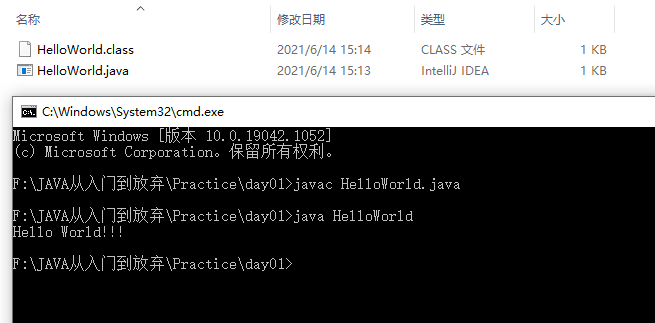 名称 修改日期 类型 大小
HelloWorld.class 2021/6/14 15:14 CLASS 文件 1 KB
HelloWorld.java 2021/6/14 15:13 IntelliJ IDEA 1 KB
C:\Windows\System32\cmd.exe
Microsoft Windows [版本 10.0.19042.1052]
(c) Microsoft Corporation。保留所有权利。
F:\JAVA从入门到放弃\Practice\day01>javac HelloWorld.java
F:\JAVA从入门到放弃\Practice\day01>java HelloWorld
Hello World!!!
F:\JAVA从入门到放弃\Practice\day01>